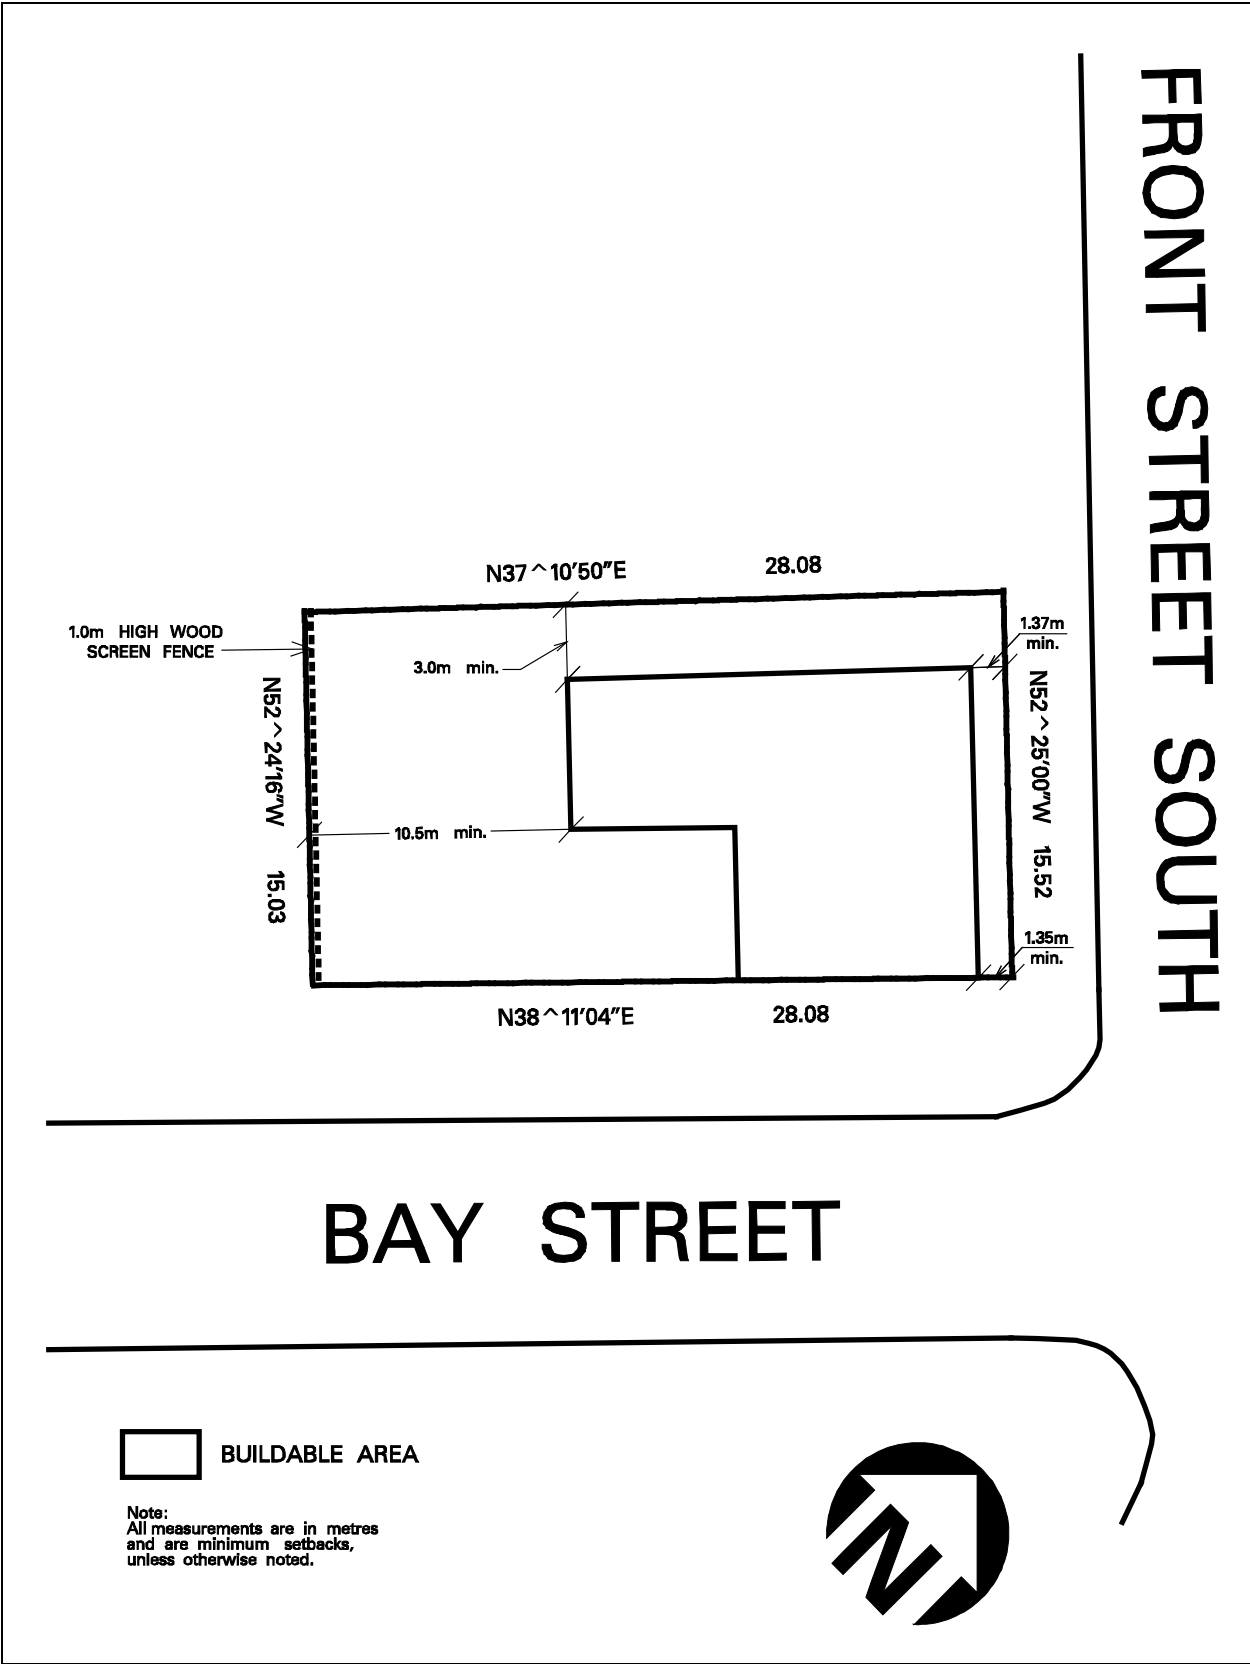 FRONT STREET SOUTH
N37^10'50"E 28.08
1.0m HIGH WOOD
SCREEN FENCE
3.0m min.
1.37m
min.
N52^24'16"W 15.03
N52^25'00"W 15.52
10.5m min.
1.35m
min.
N38^11'04"E 28.08
BAY STREET
BUILDABLE AREA
Note:
All measurements are in metres
and are minimum setbacks,
unless otherwise noted.
N